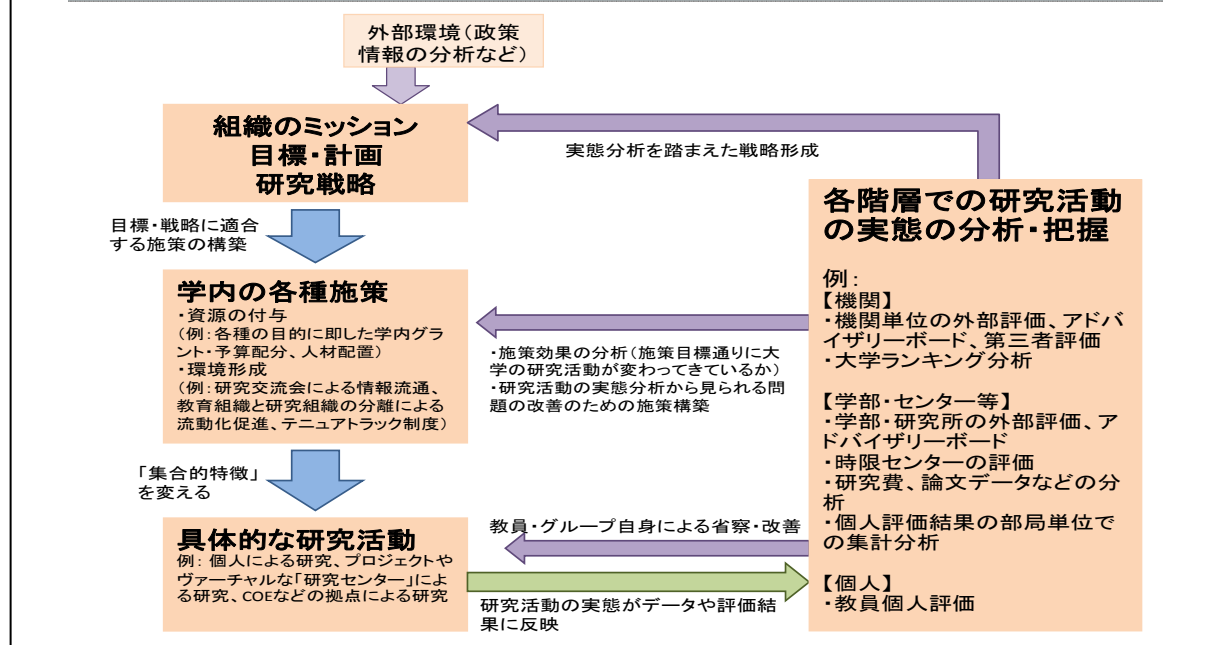 外部環境(政策
情報の分析など)
組織のミッション
目標・計画
研究戦略
実態分析を踏まえた戦略形成
目標・戦略に適合
する施策の構築
学内の各種施策
・資源の付与
(例:各種の目的に即した学内グラ
ント・予算配分、人材配置)
・環境形成
(例:研究交流会による情報流通、
教育組織と研究組織の分離による
流動化促進、テニュアトラック制度)
・施策効果の分析(施策目標通りに大
学の研究活動が変わってきているか)
・研究活動の実態分析から見られる問
題の改善のための施策構築
「集合的特徴」
を変える
具体的な研究活動
例:個人による研究、プロジェクトや
ヴァーチャルな「研究センター」によ
る研究、COEなどの拠点による研究
教員・グループ自身による省察・改善
研究活動の実態がデータや評価結
果に反映
各階層での研究活動
の実態の分析・把握
例:
【機関】
・機関単位の外部評価、アドバ
イザリーボード、第三者評価
・大学ランキング分析
【学部・センター等】
・学部・研究所の外部評価、ア
ドバイザリーボード
・時限センターの評価
・研究費、論文データなどの分
析
・個人評価結果の部局単位で
の集計分析
【個人】
・教員個人評価